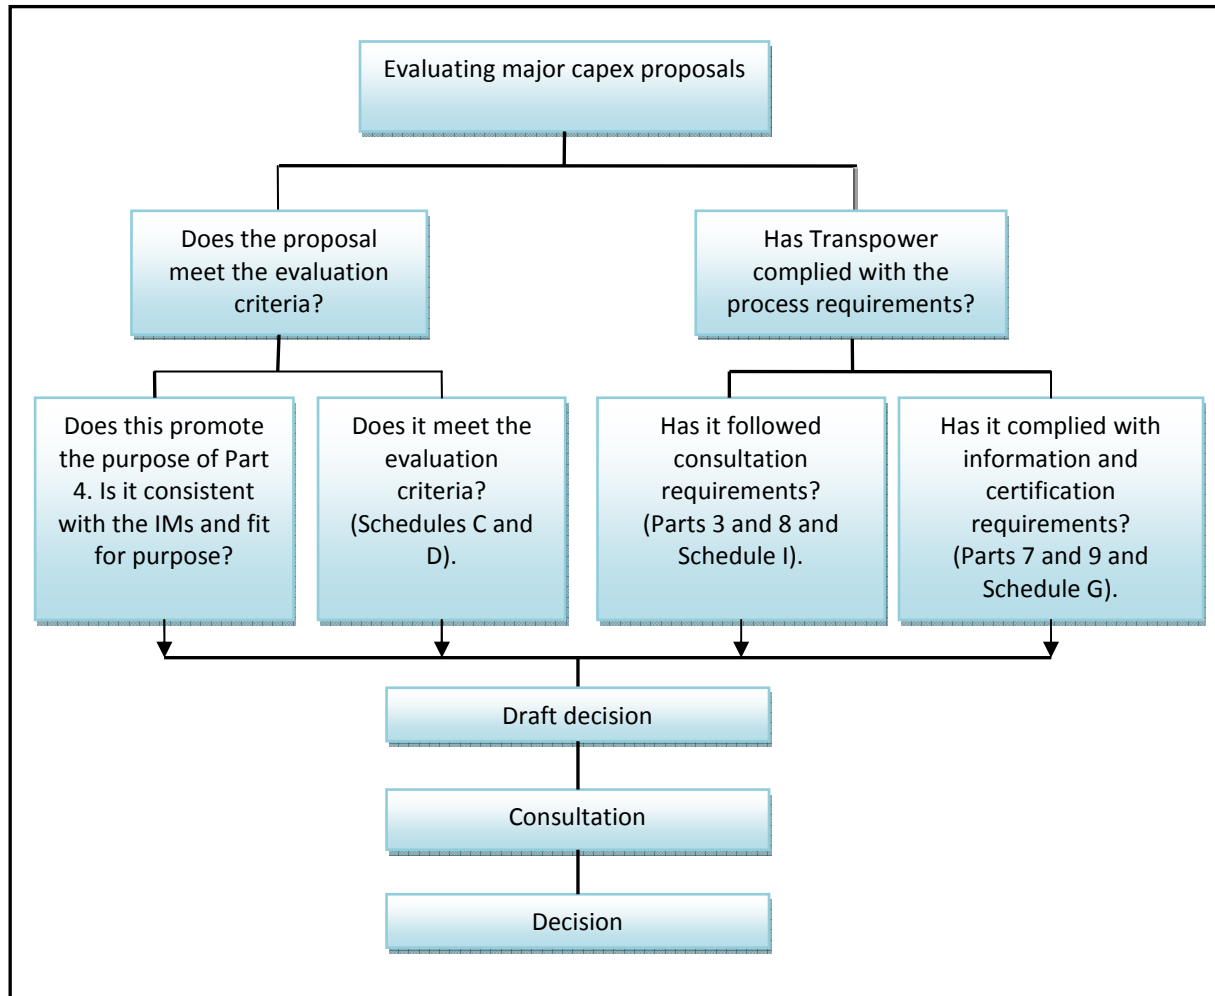 Evaluating major capex proposals
Does the proposal
meet the evaluation
criteria?
Has Transpower
complied with the
process requirements?
Does this promote
the purpose of Part
4. Is it consistent
with the IMs and fit
for purpose?
Does it meet the
evaluation
criteria?
(Schedules C and
D).
Has it followed
consultation
requirements?
(Parts 3 and 8 and
Schedule I).
Has it complied with
information and
certification
requirements?
(Parts 7 and 9 and
Schedule G).
Draft decision
Consultation
Decision